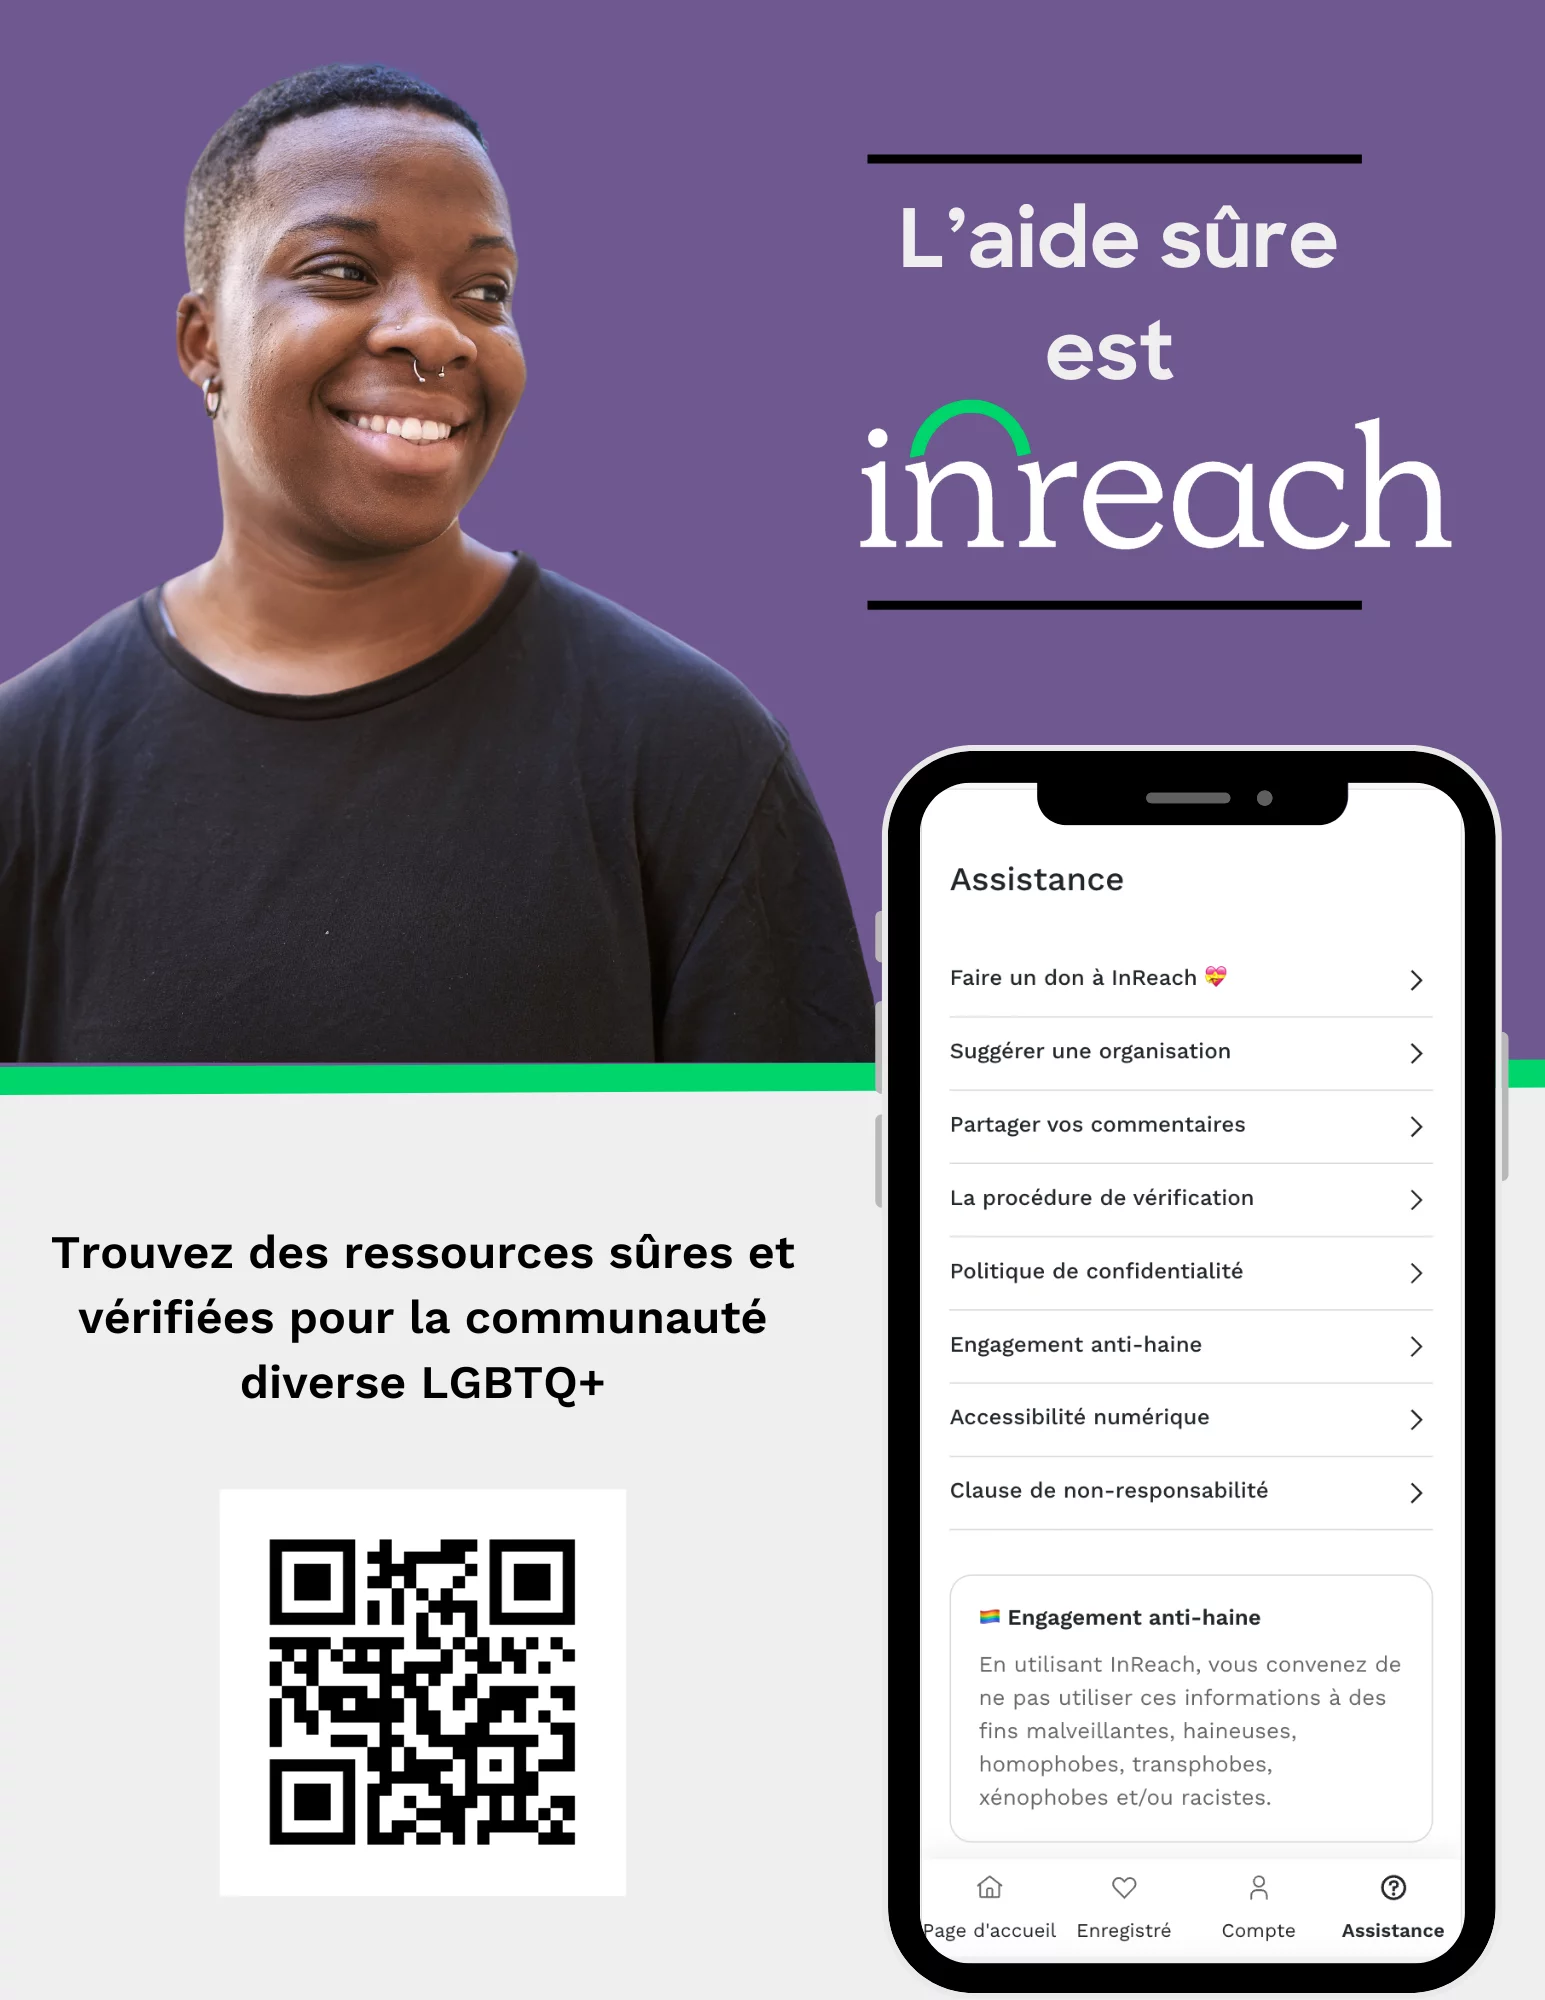 L’aide sûre
est
inreach
Assistance
Faire un don à InReach 💝
Suggérer une organisation
Partager vos commentaires
La procédure de vérification
Politique de confidentialité
Engagement anti-haine
Accessibilité numérique
Clause de non-responsabilité
🏳️‍🌈 Engagement anti-haine
En utilisant InReach, vous convenez de
ne pas utiliser ces informations à des
fins malveillantes, haineuses,
homophobes, transphobes,
xénophobes et/ou racistes.
Page d'accueil Enregistré Compte Assistance
Trouvez des ressources sûres et
vérifiées pour la communauté
diverse LGBTQ+